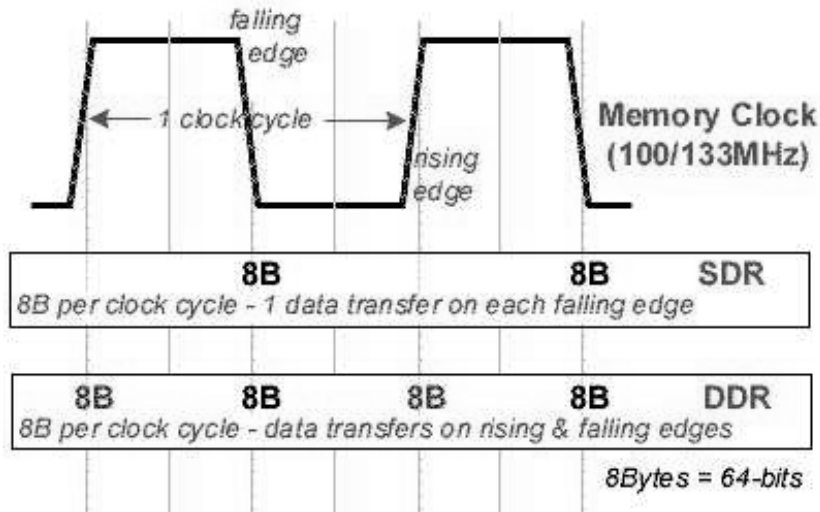 falling
edge
1 clock cycle
rising
edge
Memory Clock
(100/133MHz)
8B 8B SDR
8B per clock cycle - 1 data transfer on each falling edge
8B 8B 8B 8B DDR
8B per clock cycle - data transfers on rising & falling edges
8Bytes = 64-bits